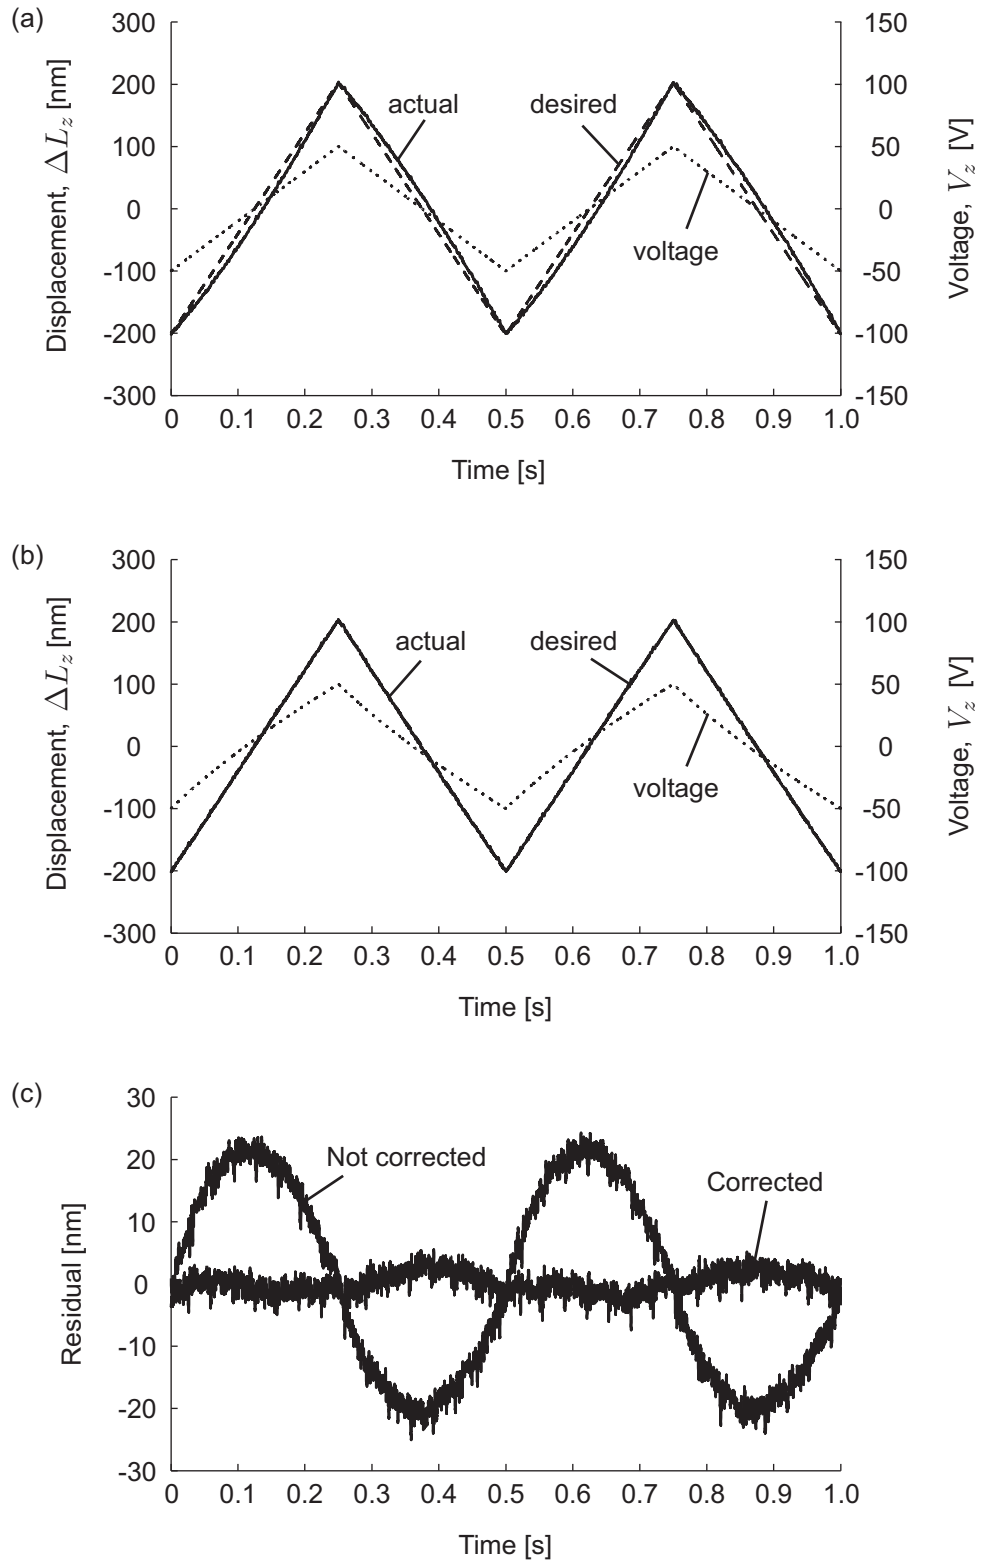 (a)
300
200
100
0
-100
-200
-300
Displacement, ΔL_z [nm]
150
100
50
0
-50
-100
-150
Voltage, V_z [V]
actual
desired
voltage
0 0.1 0.2 0.3 0.4 0.5 0.6 0.7 0.8 0.9 1.0
Time [s]
(b)
300
200
100
0
-100
-200
-300
Displacement, ΔL_z [nm]
150
100
50
0
-50
-100
-150
Voltage, V_z [V]
actual
desired
voltage
0 0.1 0.2 0.3 0.4 0.5 0.6 0.7 0.8 0.9 1.0
Time [s]
(c)
30
20
10
0
-10
-20
-30
Residual [nm]
Not corrected
Corrected
0 0.1 0.2 0.3 0.4 0.5 0.6 0.7 0.8 0.9 1.0
Time [s]